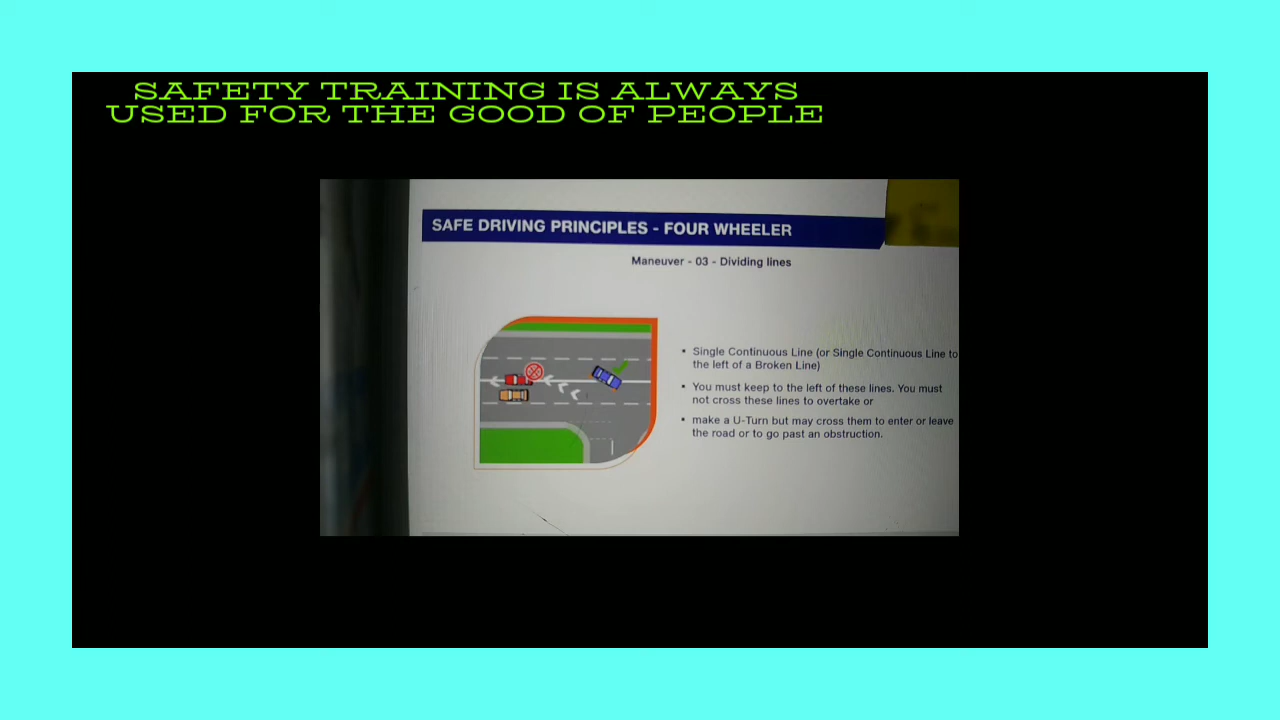 SAFETY TRAINING IS ALWAYS
USED FOR THE GOOD OF PEOPLE
SAFE DRIVING PRINCIPLES - FOUR WHEELER
Maneuver - 03 - Dividing lines
▪ Single Continuous Line (or Single Continuous Line to
the left of a Broken Line)
▪ You must keep to the left of these lines. You must
not cross these lines to overtake or
▪ make a U-Turn but may cross them to enter or leave
the road or to go past an obstruction.